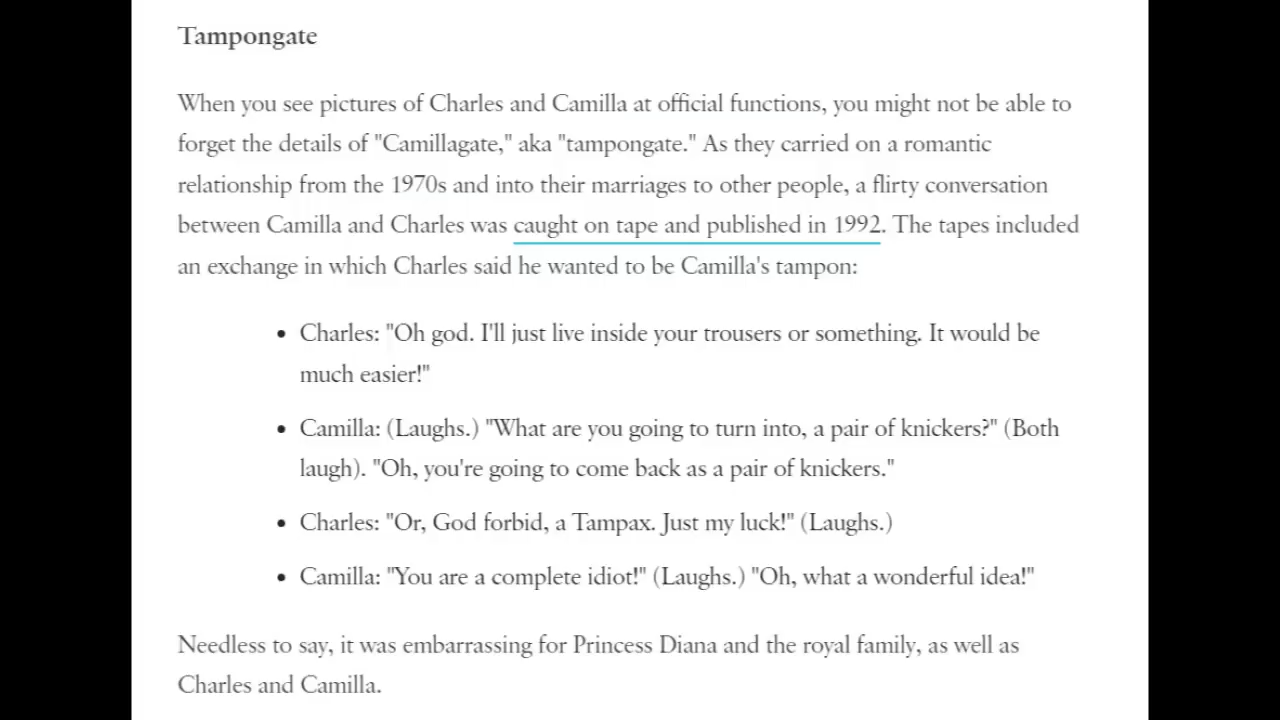 Tampongate
When you see pictures of Charles and Camilla at official functions, you might not be able to
forget the details of "Camillagate," aka "tampongate." As they carried on a romantic
relationship from the 1970s and into their marriages to other people, a flirty conversation
between Camilla and Charles was caught on tape and published in 1992. The tapes included
an exchange in which Charles said he wanted to be Camilla's tampon:
• Charles: "Oh god. I'll just live inside your trousers or something. It would be
much easier!"
• Camilla: (Laughs.) "What are you going to turn into, a pair of knickers?" (Both
laugh). "Oh, you're going to come back as a pair of knickers."
• Charles: "Or, God forbid, a Tampax. Just my luck!" (Laughs.)
• Camilla: "You are a complete idiot!" (Laughs.) "Oh, what a wonderful idea!"
Needless to say, it was embarrassing for Princess Diana and the royal family, as well as
Charles and Camilla.